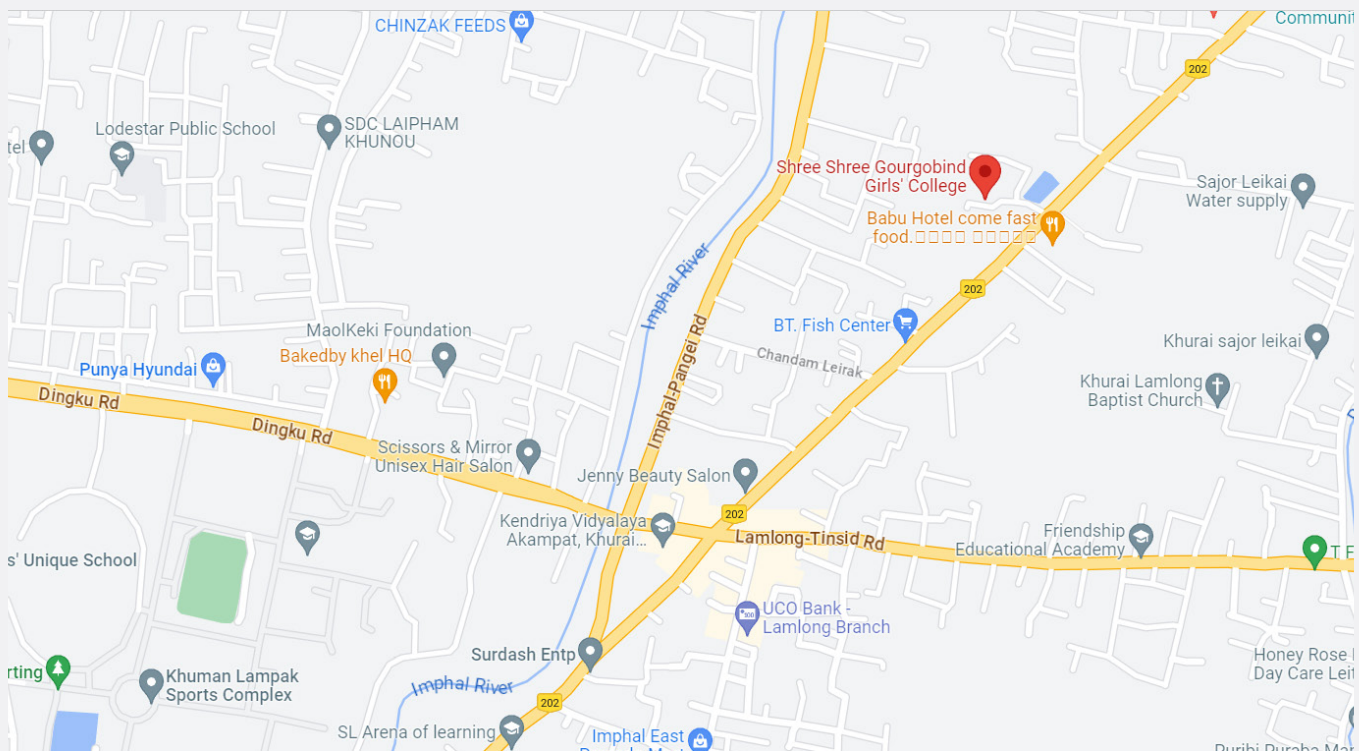 CHINZAK FEEDS
Communit
202
Lodestar Public School
SDC LAIPHAM
KHUNOU
tel
Shree Shree Gourgobind
Girls' College
Sajor Leikai
Water supply
Babu Hotel come fast
food.
Imphal River
202
BT. Fish Center
MaolKeki Foundation
Bakedby khel HQ
Punya Hyundai
Chandam Leirak
Khurai sajor leikai
Imphal-Pangei Rd
Khurai Lamlong
Baptist Church
Dingku Rd
Dingku Rd
Scissors & Mirror
Unisex Hair Salon
Jenny Beauty Salon
202
Kendriya Vidyalaya
Akampat, Khurai...
Lamlong-Tinsid Rd
Friendship
Educational Academy
T F
s' Unique School
UCO Bank -
Lamlong Branch
Surdash Entp
Honey Rose
Day Care Leit
rting
Khuman Lampak
Sports Complex
Imphal River
202
SL Arena of learning
Imphal East